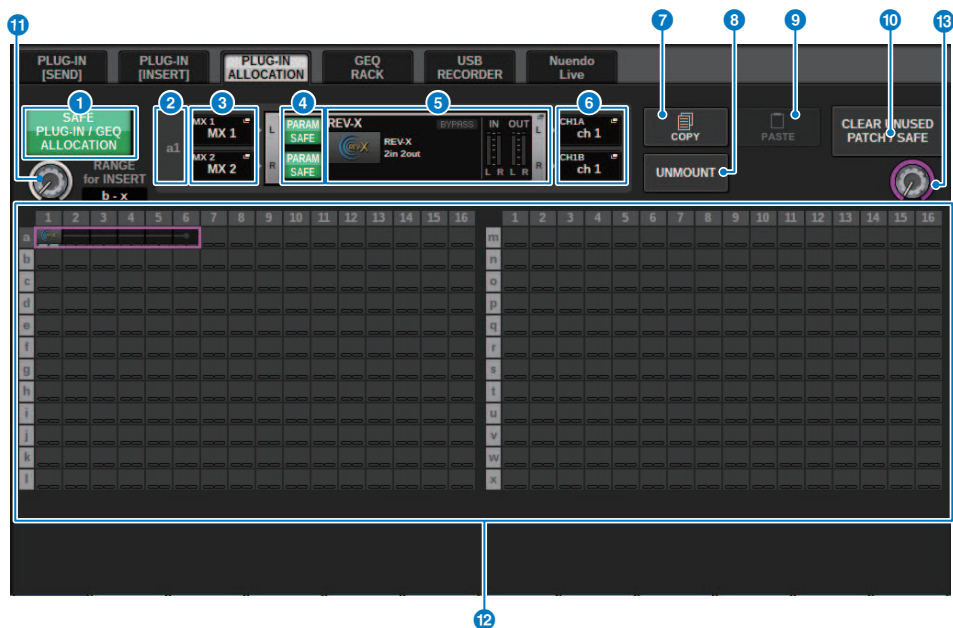 11 7 8 9 10 13
PLUG-IN [SEND]
PLUG-IN [INSERT]
PLUG-IN ALLOCATION
GEQ RACK
USB RECORDER
Nuendo Live
1 2 3 4 5 6
SAFE
PLUG-IN / GEQ
ALLOCATION
a1
MX 1
MX 1
MX 2
MX 2
L
R
PARAM SAFE
PARAM SAFE
REV-X
BYPASS
IN OUT
REV-X
REV-X
2in 2out
L R L R
L
R
CH1A
ch 1
CH1B
ch 1
COPY
PASTE
UNMOUNT
CLEAR UNUSED
PATCH / SAFE
RANGE
for INSERT
b - x
1 2 3 4 5 6 7 8 9 10 11 12 13 14 15 16
1 2 3 4 5 6 7 8 9 10 11 12 13 14 15 16
a m
b n
c o
d p
e q
f r
g s
h t
i u
j v
k w
l x
12